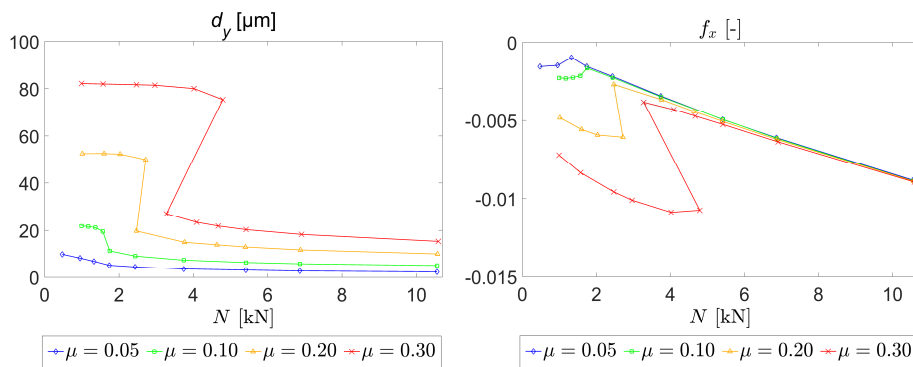 d_y [µm]
100
80
60
40
20
0
0 2 4 6 8 10
N [kN]
μ = 0.05 μ = 0.10 μ = 0.20 μ = 0.30
f_x [-]
0
-0.005
-0.01
-0.015
0 2 4 6 8 10
N [kN]
μ = 0.05 μ = 0.10 μ = 0.20 μ = 0.30